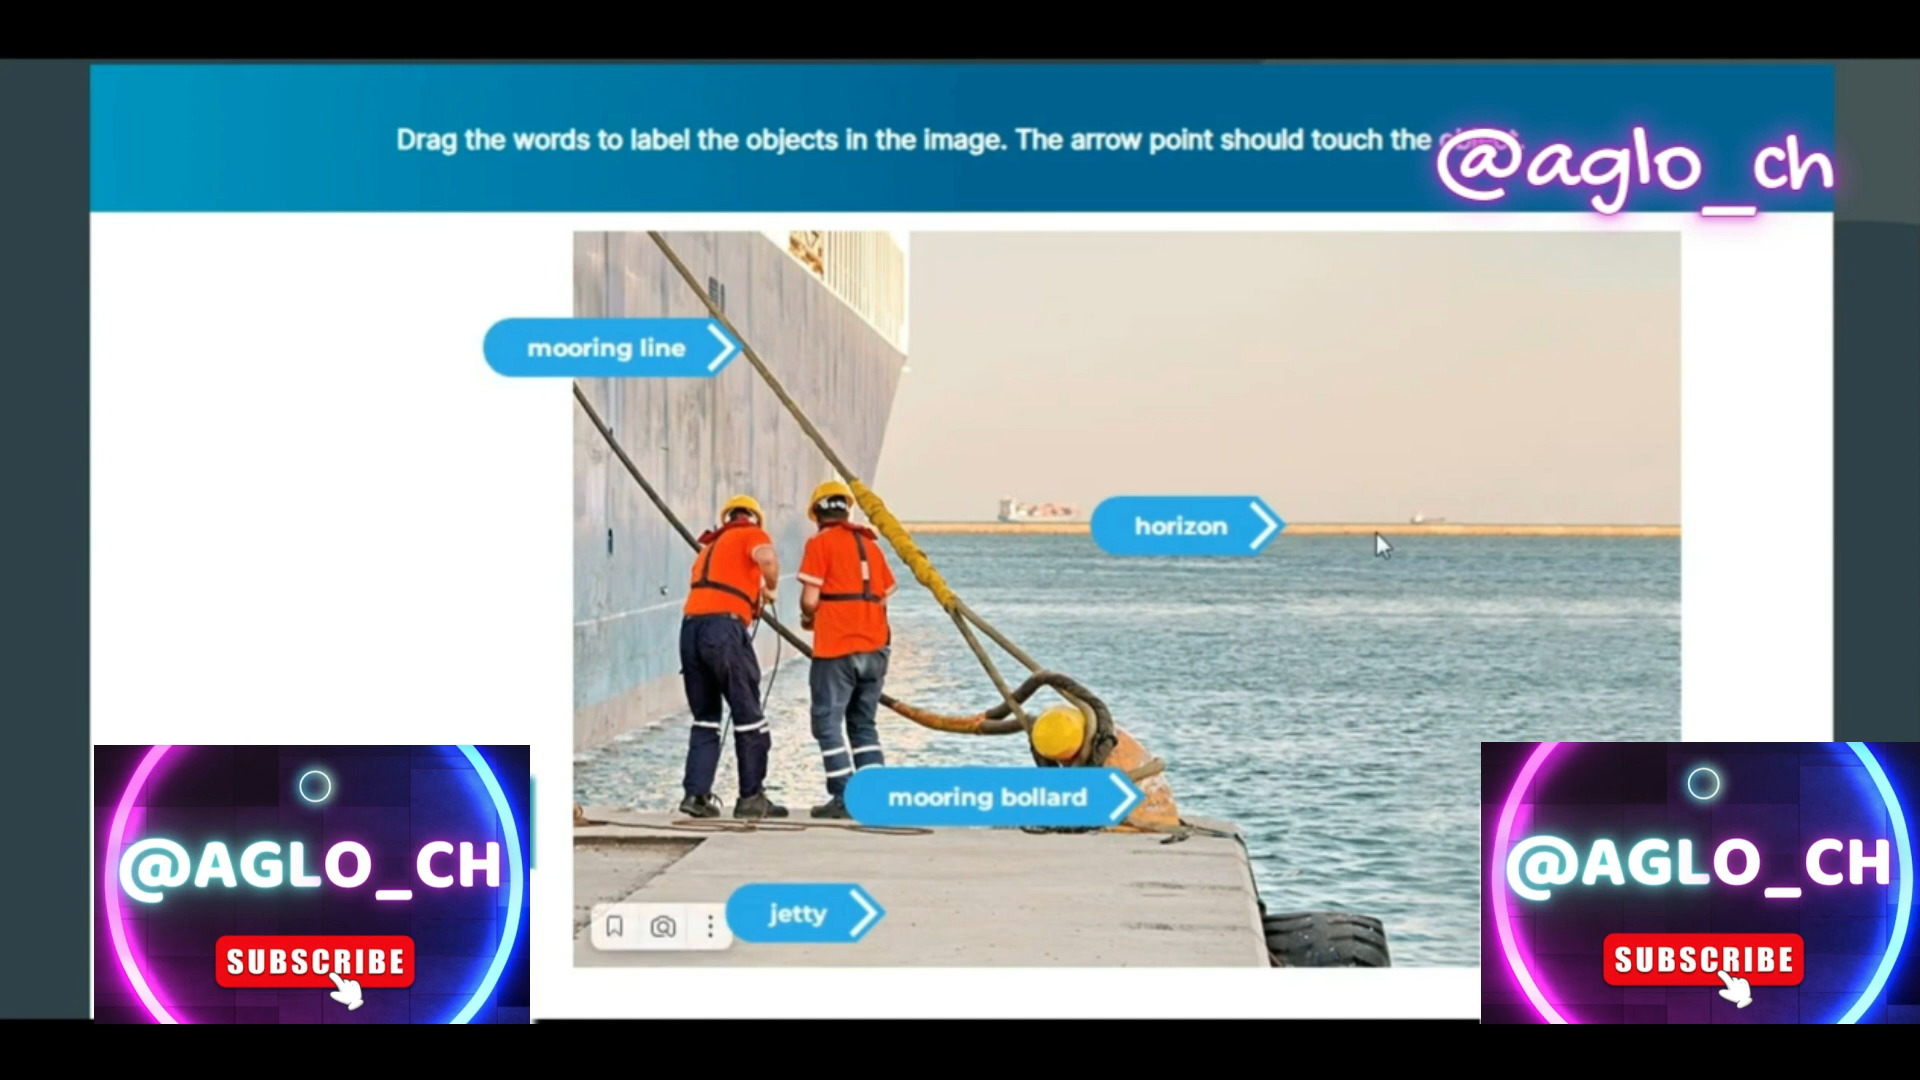 Drag the words to label the objects in the image. The arrow point should touch the
@aglo_ch
mooring line
horizon
mooring bollard
jetty
@AGLO_CH
SUBSCRIBE
@AGLO_CH
SUBSCRIBE